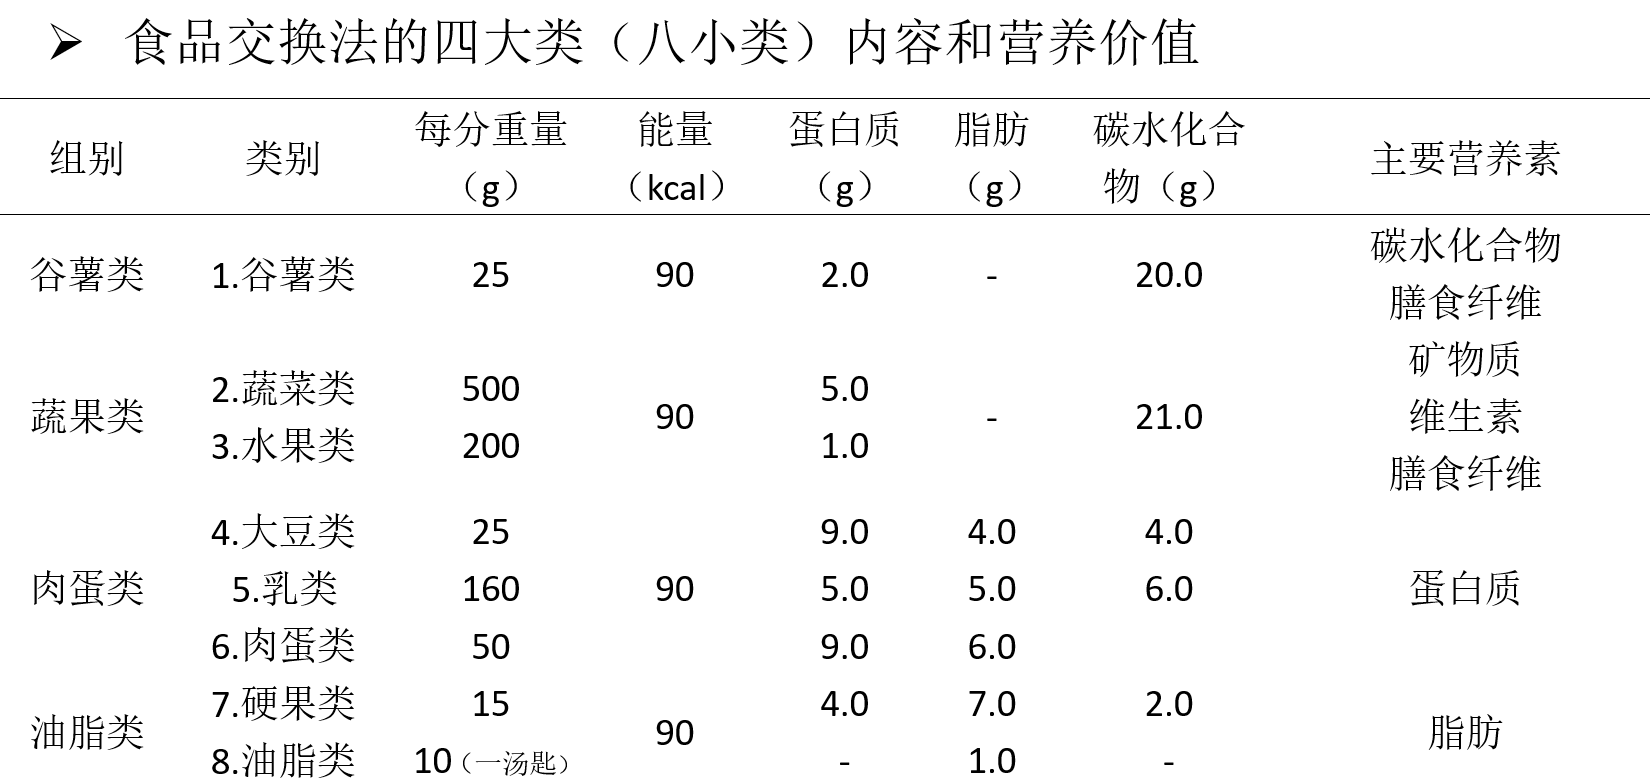 ➢ 食品交换法的四大类（八小类）内容和营养价值
组别 类别 每分重量（g） 能量（kcal） 蛋白质（g） 脂肪（g） 碳水化合物（g） 主要营养素
谷薯类 1.谷薯类 25 90 2.0 - 20.0 碳水化合物
膳食纤维
蔬果类 2.蔬菜类 500 90 5.0 - 21.0 矿物质
3.水果类 200 1.0 维生素
膳食纤维
肉蛋类 4.大豆类 25 90 9.0 4.0 4.0 蛋白质
5.乳类 160 5.0 5.0 6.0
6.肉蛋类 50 9.0 6.0
油脂类 7.硬果类 15 90 4.0 7.0 2.0 脂肪
8.油脂类 10（一汤匙） - 1.0 -